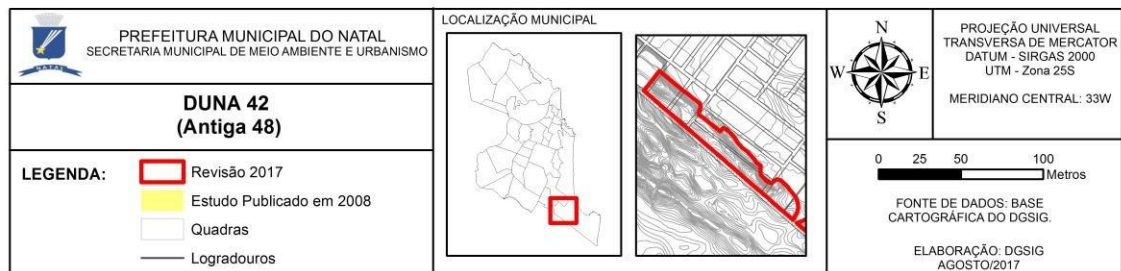 PREFEITURA MUNICIPAL DO NATAL
SECRETARIA MUNICIPAL DE MEIO AMBIENTE E URBANISMO
NATAL
DUNA 42
(Antiga 48)
LEGENDA:
Revisão 2017
Estudo Publicado em 2008
Quadras
Logradouros
LOCALIZAÇÃO MUNICIPAL
N
W E
S
PROJEÇÃO UNIVERSAL
TRANSVERSA DE MERCATOR
DATUM - SIRGAS 2000
UTM - Zona 25S
MERIDIANO CENTRAL: 33W
0 25 50 100
Metros
FONTE DE DADOS: BASE
CARTOGRÁFICA DO DGSIG.
ELABORAÇÃO: DGSIG
AGOSTO/2017